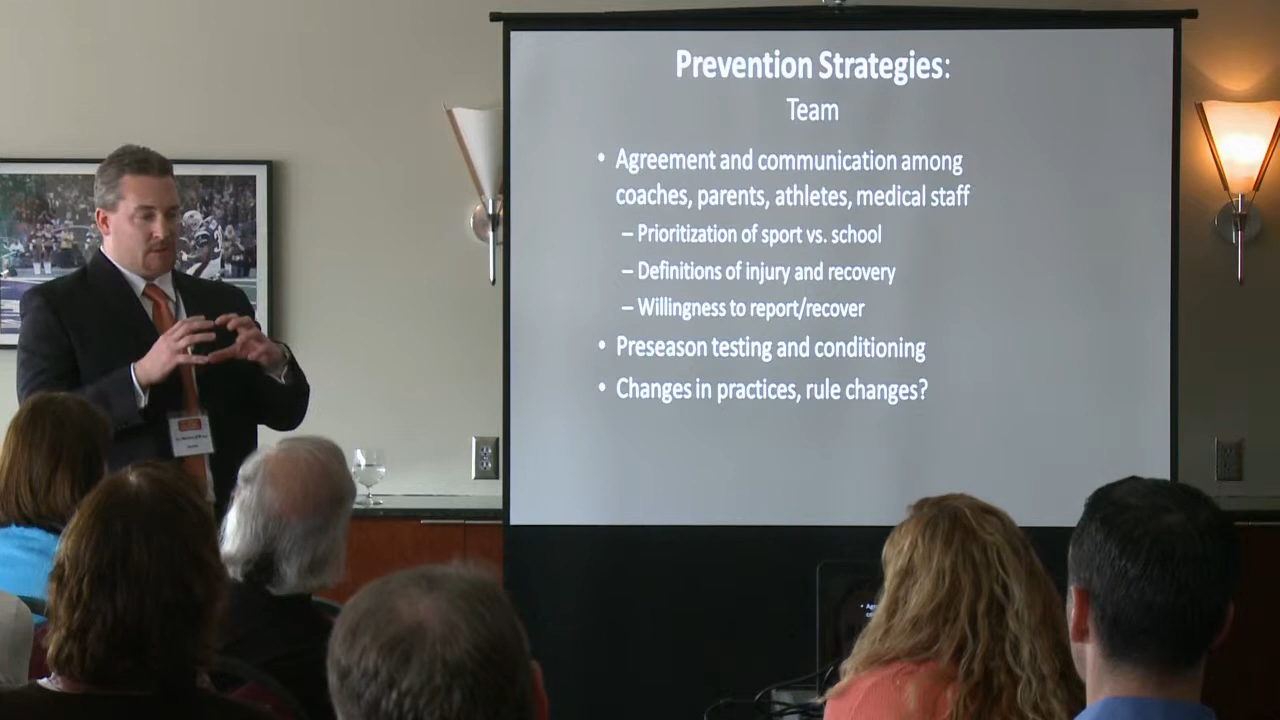 Prevention Strategies:
Team
• Agreement and communication among
coaches, parents, athletes, medical staff
– Prioritization of sport vs. school
– Definitions of injury and recovery
– Willingness to report/recover
• Preseason testing and conditioning
• Changes in practices, rule changes?